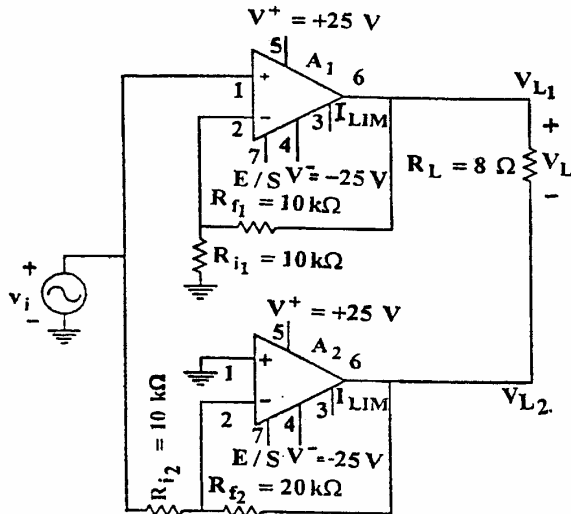 V⁺ = +25 V
5
A₁
+
1
6
V_L₁
−
2
3
I_LIM
+
7
4
R_L = 8 Ω
V_L
E/S V⁻ = −25 V
−
R_f₁ = 10 kΩ
R_i₁ = 10 kΩ
+
v_i
−
V⁺ = +25 V
5
A₂
+
1
6
−
2
3
I_LIM
V_L₂.
7
4
E/S V⁻ = -25 V
R_i₂ = 10 kΩ
R_f₂ = 20 kΩ